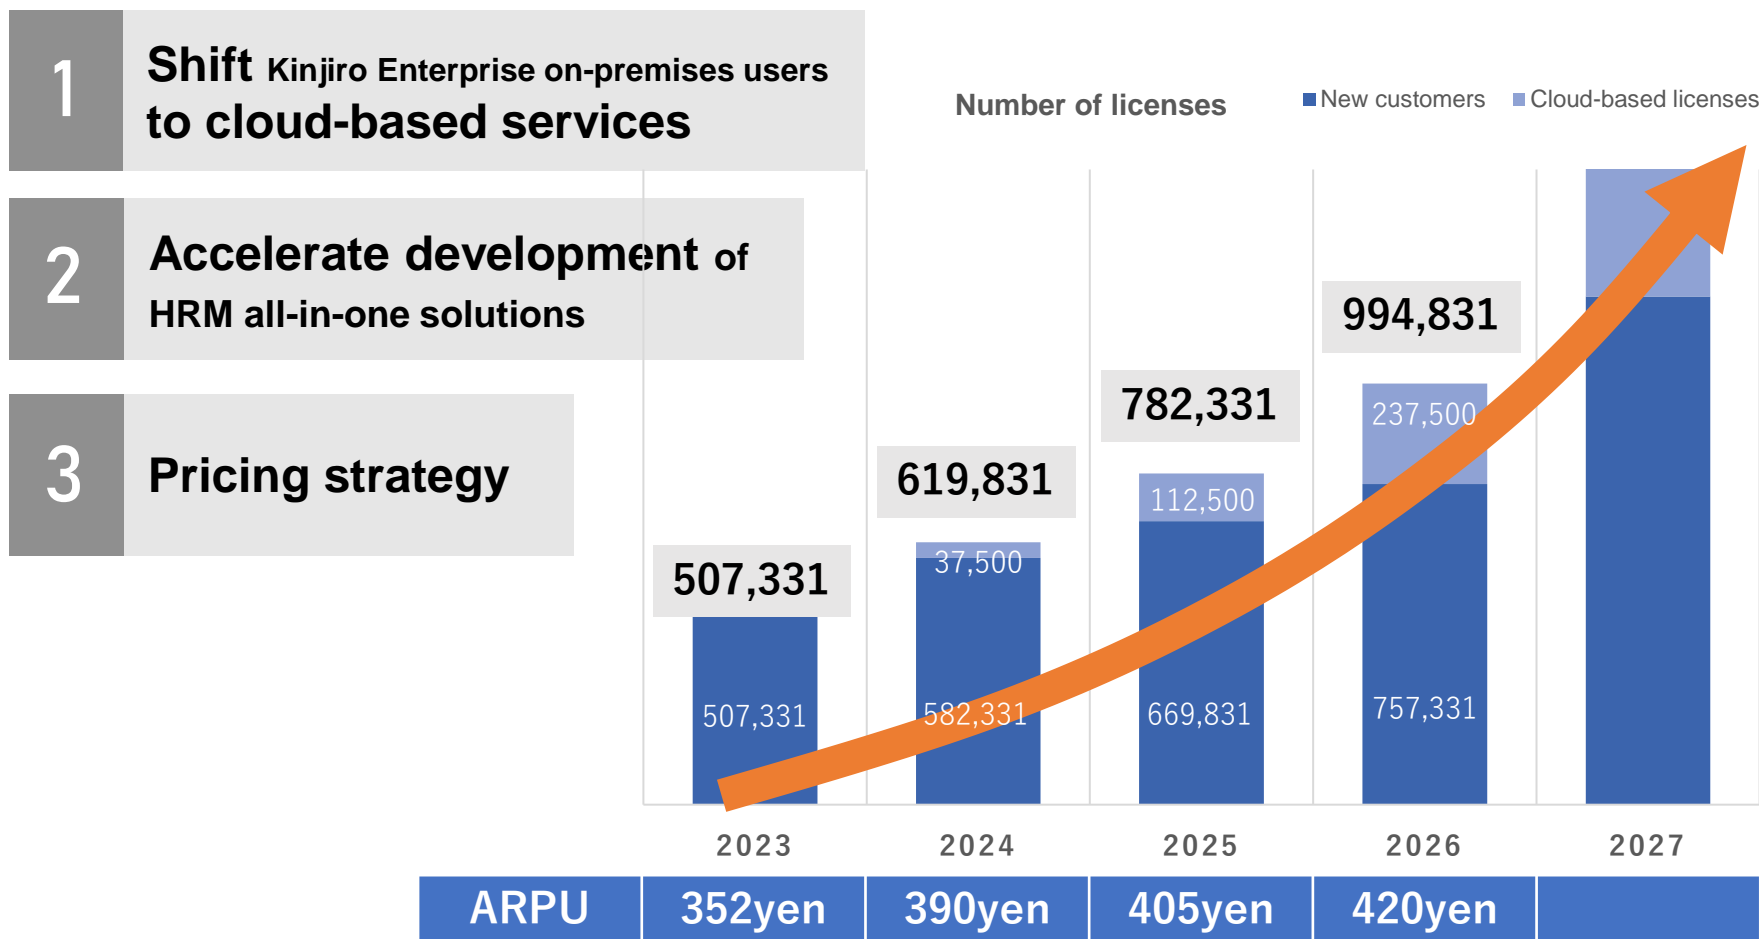 1
Shift Kinjiro Enterprise on-premises users
to cloud-based services
2
Accelerate development of
HRM all-in-one solutions
3
Pricing strategy
Number of licenses
New customers
Cloud-based licenses
507,331
619,831
782,331
994,831
37,500
112,500
237,500
507,331
582,331
669,831
757,331
2023
2024
2025
2026
2027
ARPU
352yen
390yen
405yen
420yen